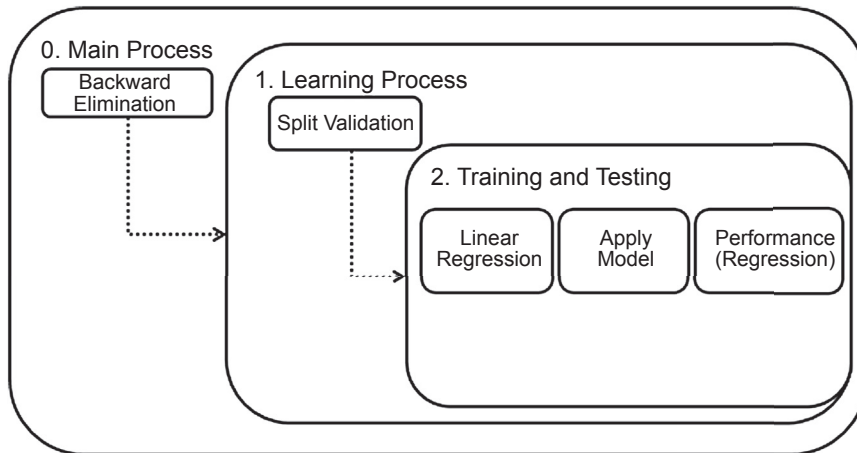 0. Main Process
Backward
Elimination
1. Learning Process
Split Validation
2. Training and Testing
Linear
Regression
Apply
Model
Performance
(Regression)